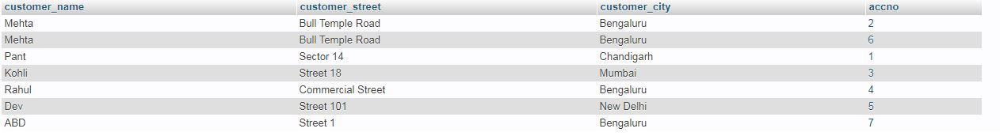 customer_name customer_street customer_city accno
Mehta Bull Temple Road Bengaluru 2
Mehta Bull Temple Road Bengaluru 6
Pant Sector 14 Chandigarh 1
Kohli Street 18 Mumbai 3
Rahul Commercial Street Bengaluru 4
Dev Street 101 New Delhi 5
ABD Street 1 Bengaluru 7